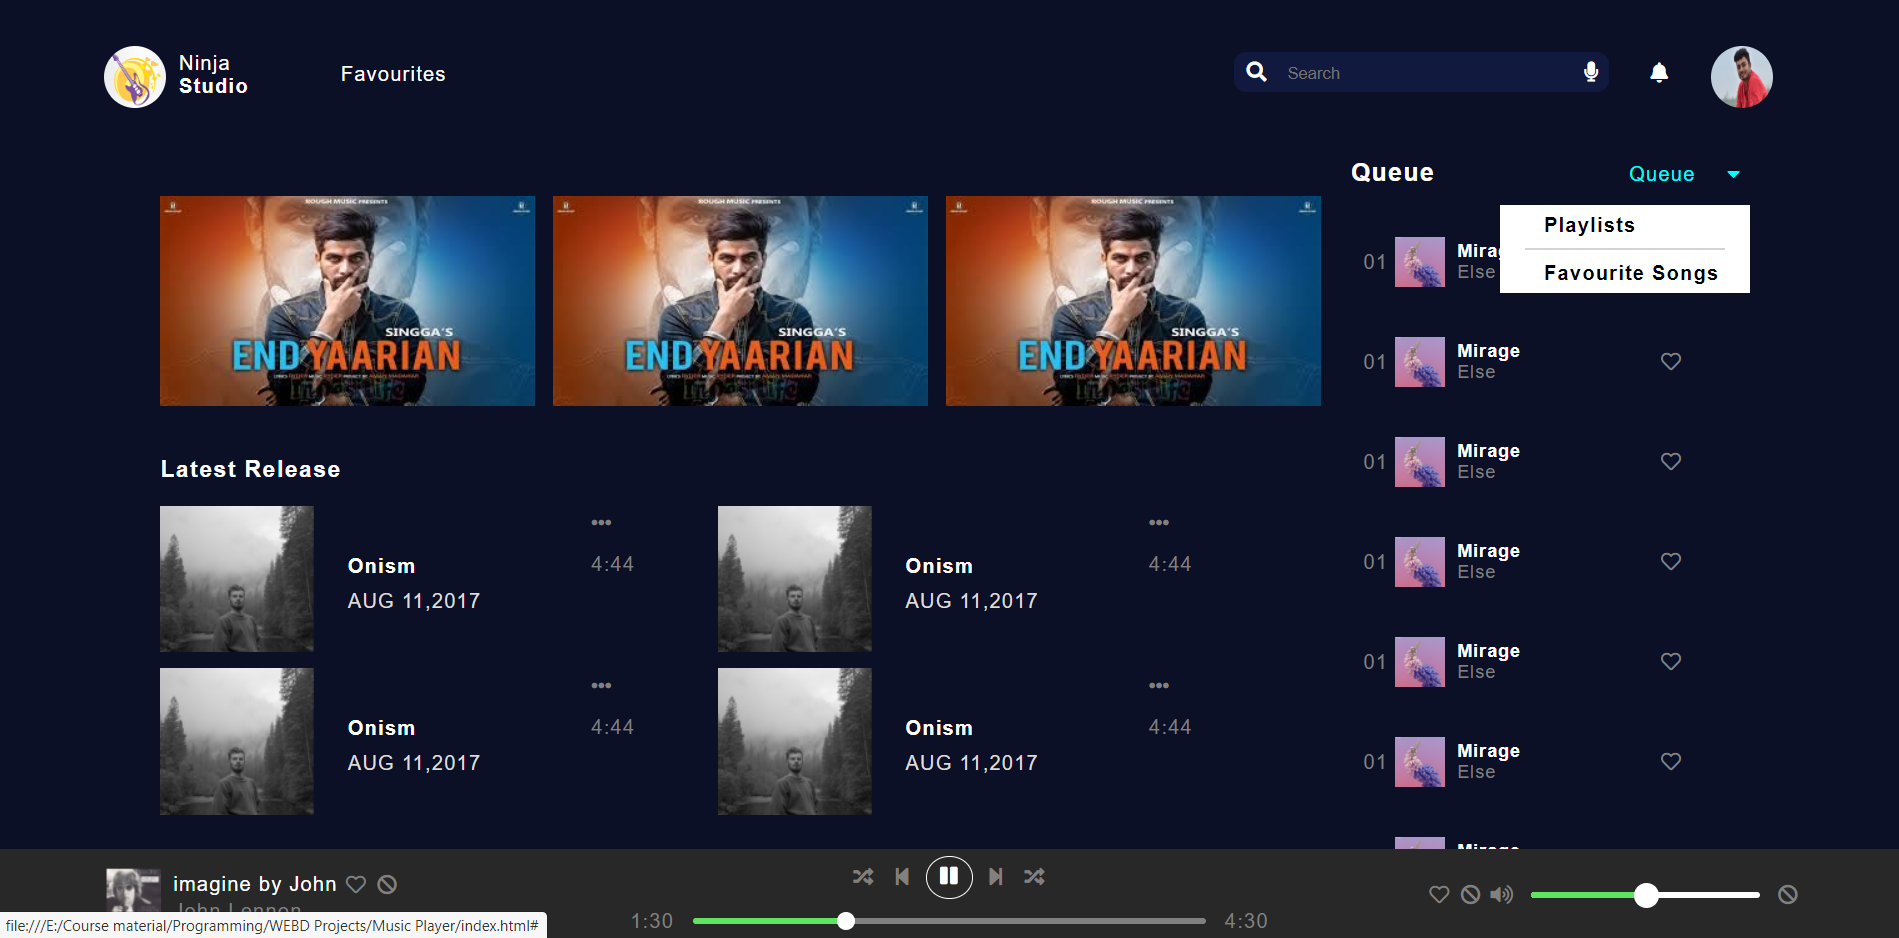 Ninja
Studio
Favourites
Search
Queue
Queue
Playlists
Favourite Songs
ROUGH MUSIC PRESENTS
SINGGA'S
END YAARIAN
ROUGH MUSIC PRESENTS
SINGGA'S
END YAARIAN
ROUGH MUSIC PRESENTS
SINGGA'S
END YAARIAN
Latest Release
Onism
4:44
AUG 11,2017
Onism
4:44
AUG 11,2017
Onism
4:44
AUG 11,2017
Onism
4:44
AUG 11,2017
01
Mirag
Else
01
Mirage
Else
01
Mirage
Else
01
Mirage
Else
01
Mirage
Else
01
Mirage
Else
Mirage
imagine by John
John Lennon
1:30
4:30
file:///E:/Course material/Programming/WEBD Projects/Music Player/index.html#